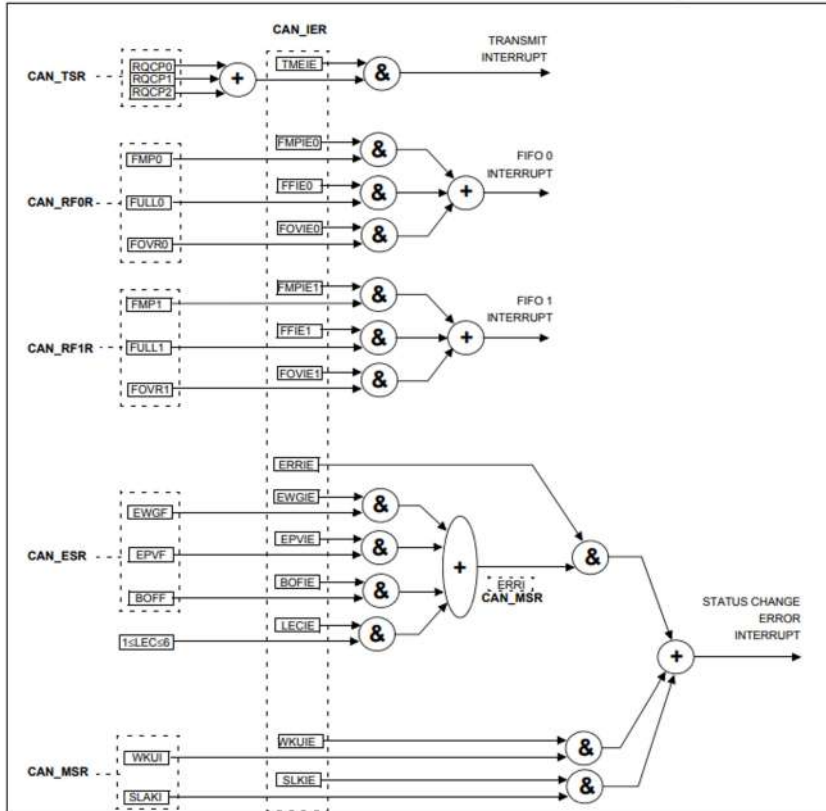 CAN_IER
TRANSMIT
INTERRUPT
CAN_TSR
RQCP0
RQCP1
RQCP2
+
TMEIE
&
FMPIE0
&
FMP0
FIFO 0
INTERRUPT
CAN_RF0R
FULL0
FFIE0
&
+
FOVR0
FOVIE0
&
FMPIE1
&
FMP1
FIFO 1
INTERRUPT
CAN_RF1R
FULL1
FFIE1
&
+
FOVR1
FOVIE1
&
ERRIE
EWGIE
&
EWGF
CAN_ESR
EPVF
EPVIE
&
+
&
ERRI
CAN_MSR
BOFF
BOFIE
&
STATUS CHANGE
ERROR
INTERRUPT
1≤LEC≤6
LECIE
&
+
WKUIE
&
WKUI
CAN_MSR
SLKIE
&
SLAKI